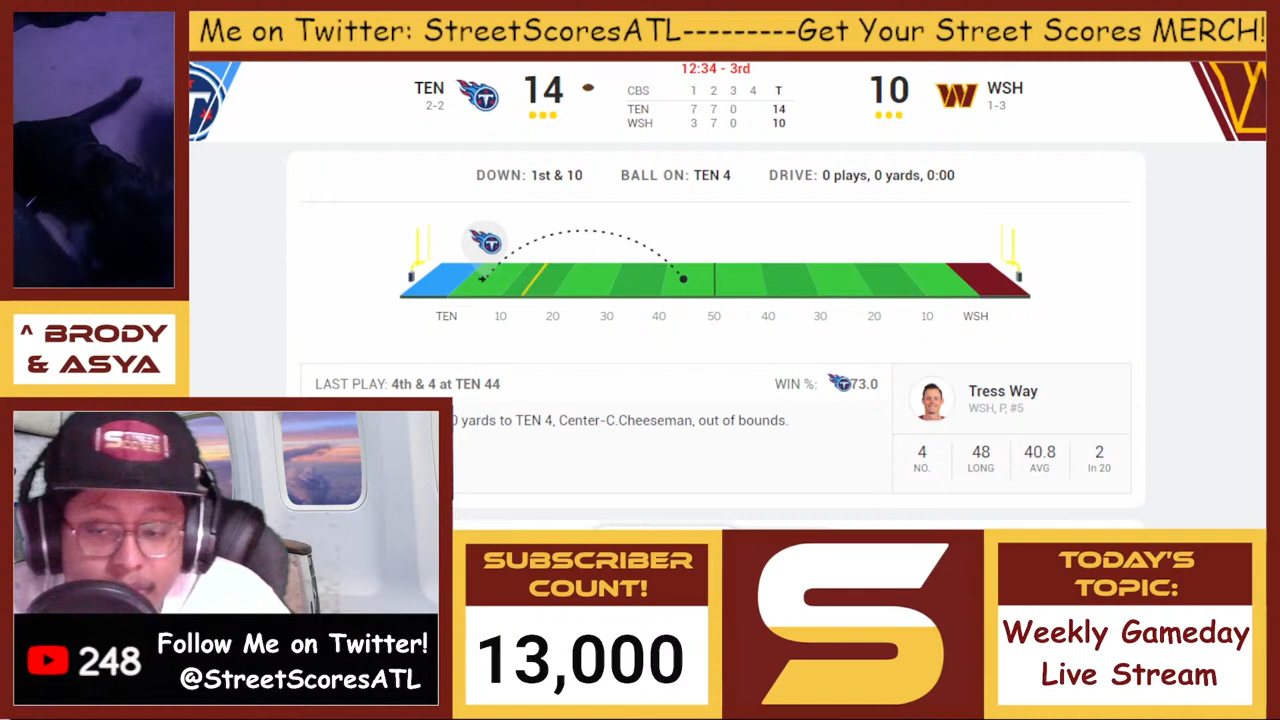 Me on Twitter: StreetScoresATL---------Get Your Street Scores MERCH!
TEN
2-2
14
12:34 - 3rd
CBS 1 2 3 4 T
TEN 7 7 0 14
WSH 3 7 0 10
10
WSH
1-3
DOWN: 1st & 10 BALL ON: TEN 4 DRIVE: 0 plays, 0 yards, 0:00
TEN 10 20 30 40 50 40 30 20 10 WSH
LAST PLAY: 4th & 4 at TEN 44
WIN %: 73.0
0 yards to TEN 4, Center-C.Cheeseman, out of bounds.
Tress Way
WSH, P, #5
4 48 40.8 2
NO. LONG AVG In 20
^ BRODY
& ASYA
248
Follow Me on Twitter!
@StreetScoresATL
SUBSCRIBER
COUNT!
13,000
S
TODAY'S
TOPIC:
Weekly Gameday
Live Stream